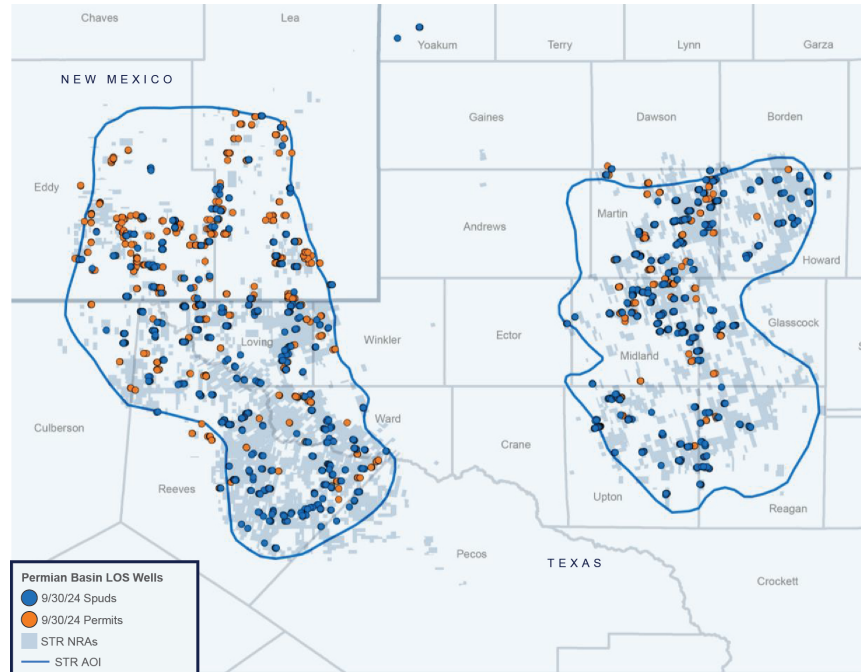 Chaves
Lea
Yoakum
Terry
Lynn
Garza
NEW MEXICO
Gaines
Dawson
Borden
Eddy
Andrews
Martin
Howard
Loving
Winkler
Ector
Midland
Glasscock
S
Culberson
Ward
Crane
Reeves
Upton
Reagan
Pecos
TEXAS
Crockett
Permian Basin LOS Wells
9/30/24 Spuds
9/30/24 Permits
STR NRAs
STR AOI